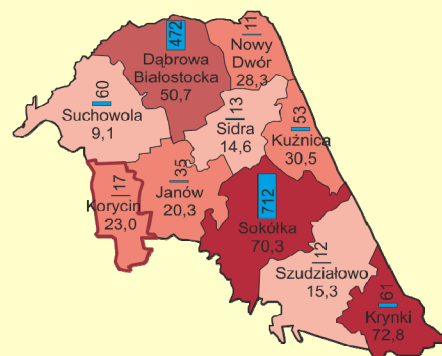 472
Dąbrowa
Białostocka
50,7
11
Nowy
Dwór
28,3
60
Suchowola
9,1
13
Sidra
14,6
53
Kuźnica
30,5
17
Korycin
23,0
35
Janów
20,3
712
Sokółka
70,3
12
Szudziałowo
15,3
61
Krynki
72,8